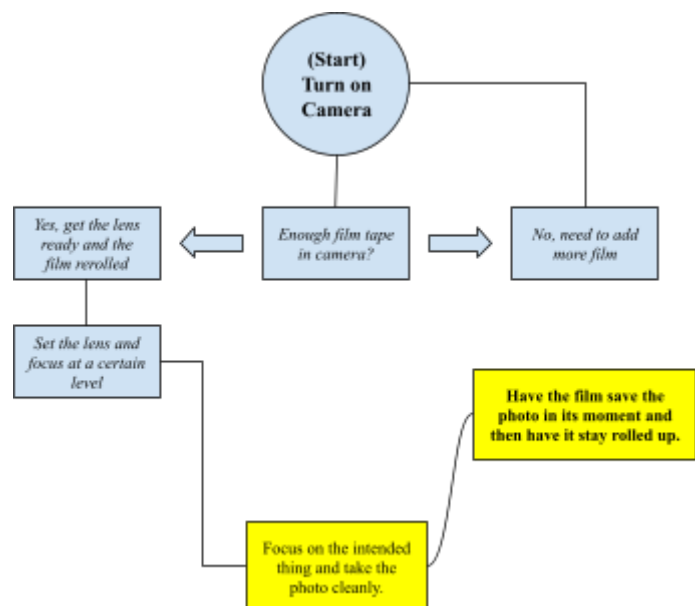 (Start)
Turn on
Camera
Yes, get the lens
ready and the
film rerolled
Enough film tape
in camera?
No, need to add
more film
Set the lens and
focus at a certain
level
Have the film save the
photo in its moment and
then have it stay rolled up.
Focus on the intended
thing and take the
photo cleanly.